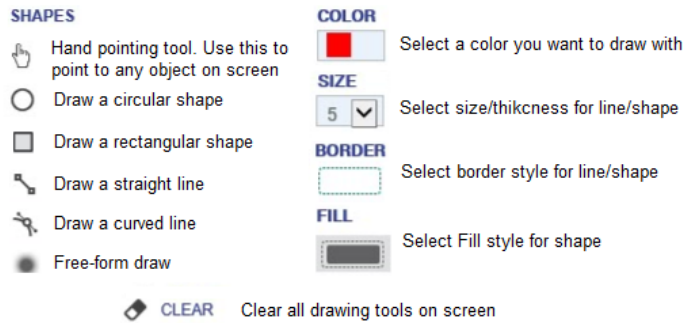 SHAPES
Hand pointing tool. Use this to
point to any object on screen
Draw a circular shape
Draw a rectangular shape
Draw a straight line
Draw a curved line
Free-form draw
COLOR
Select a color you want to draw with
SIZE
5
Select size/thikcness for line/shape
BORDER
Select border style for line/shape
FILL
Select Fill style for shape
CLEAR Clear all drawing tools on screen